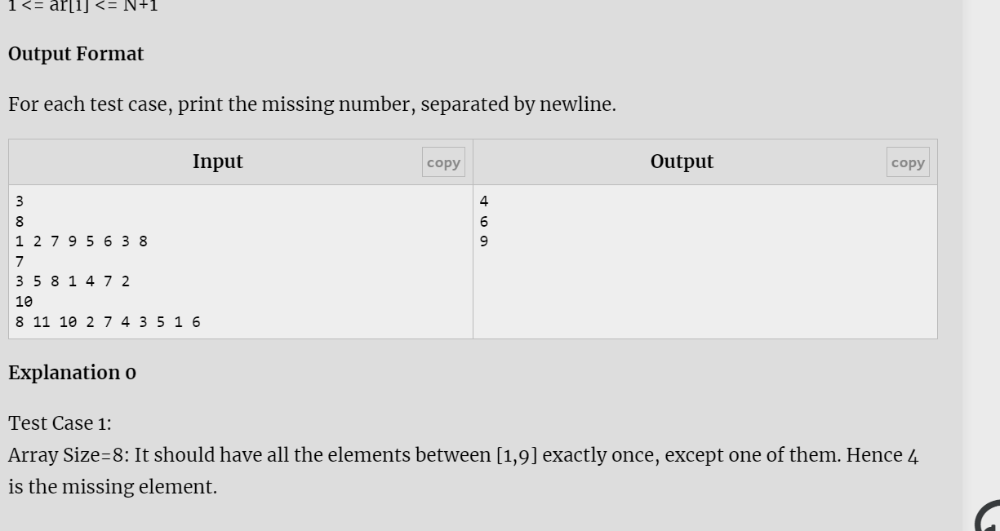 1 <= ar[i] <= N+1
Output Format
For each test case, print the missing number, separated by newline.
Input copy Output copy
3
8
1 2 7 9 5 6 3 8
7
3 5 8 1 4 7 2
10
8 11 10 2 7 4 3 5 1 6
4
6
9
Explanation 0
Test Case 1:
Array Size=8: It should have all the elements between [1,9] exactly once, except one of them. Hence 4
is the missing element.